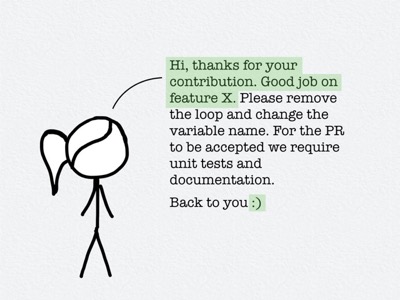 Hi, thanks for your
contribution. Good job on
feature X. Please remove
the loop and change the
variable name. For the PR
to be accepted we require
unit tests and
documentation.
Back to you :)